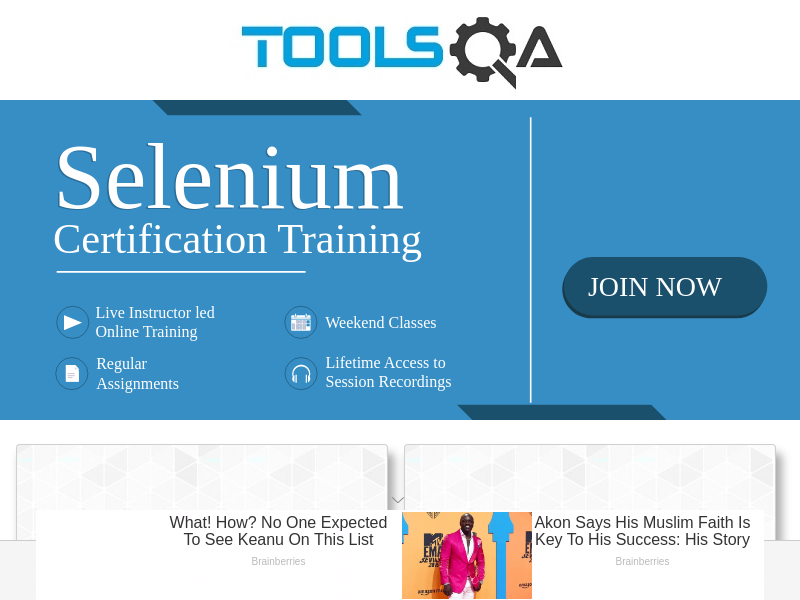 TOOLSQA
Selenium
Certification Training
JOIN NOW
Live Instructor led
Online Training
Weekend Classes
Regular
Assignments
Lifetime Access to
Session Recordings
What! How? No One Expected
To See Keanu On This List
Brainberries
Akon Says His Muslim Faith Is
Key To His Success: His Story
Brainberries